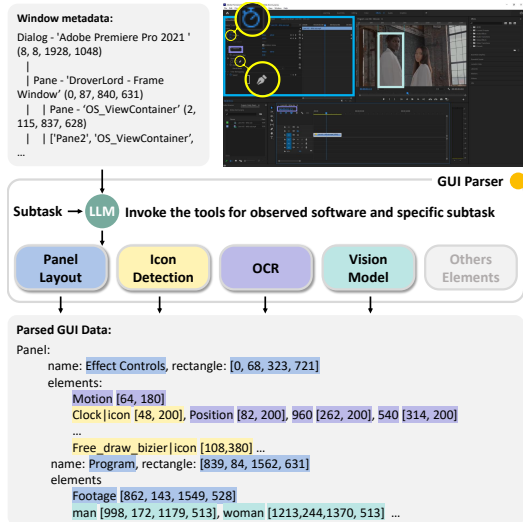 Window metadata:
Dialog - 'Adobe Premiere Pro 2021 '
(8, 8, 1928, 1048)
|
| Pane - 'DroverLord - Frame
Window' (0, 87, 840, 631)
| | Pane - 'OS_ViewContainer' (2,
115, 837, 628)
| | ['Pane2', 'OS_ViewContainer',
...
GUI Parser
Subtask
LLM
Invoke the tools for observed software and specific subtask
Panel
Layout
Icon
Detection
OCR
Vision
Model
Others
Elements
Parsed GUI Data:
Panel:
name: Effect Controls, rectangle: [0, 68, 323, 721]
elements:
Motion [64, 180]
Clock|icon [48, 200], Position [82, 200], 960 [262, 200], 540 [314, 200]
...
Free_draw_bizier|icon [108,380] ...
name: Program, rectangle: [839, 84, 1562, 631]
elements
Footage [862, 143, 1549, 528]
man [998, 172, 1179, 513], woman [1213,244,1370, 513] ...